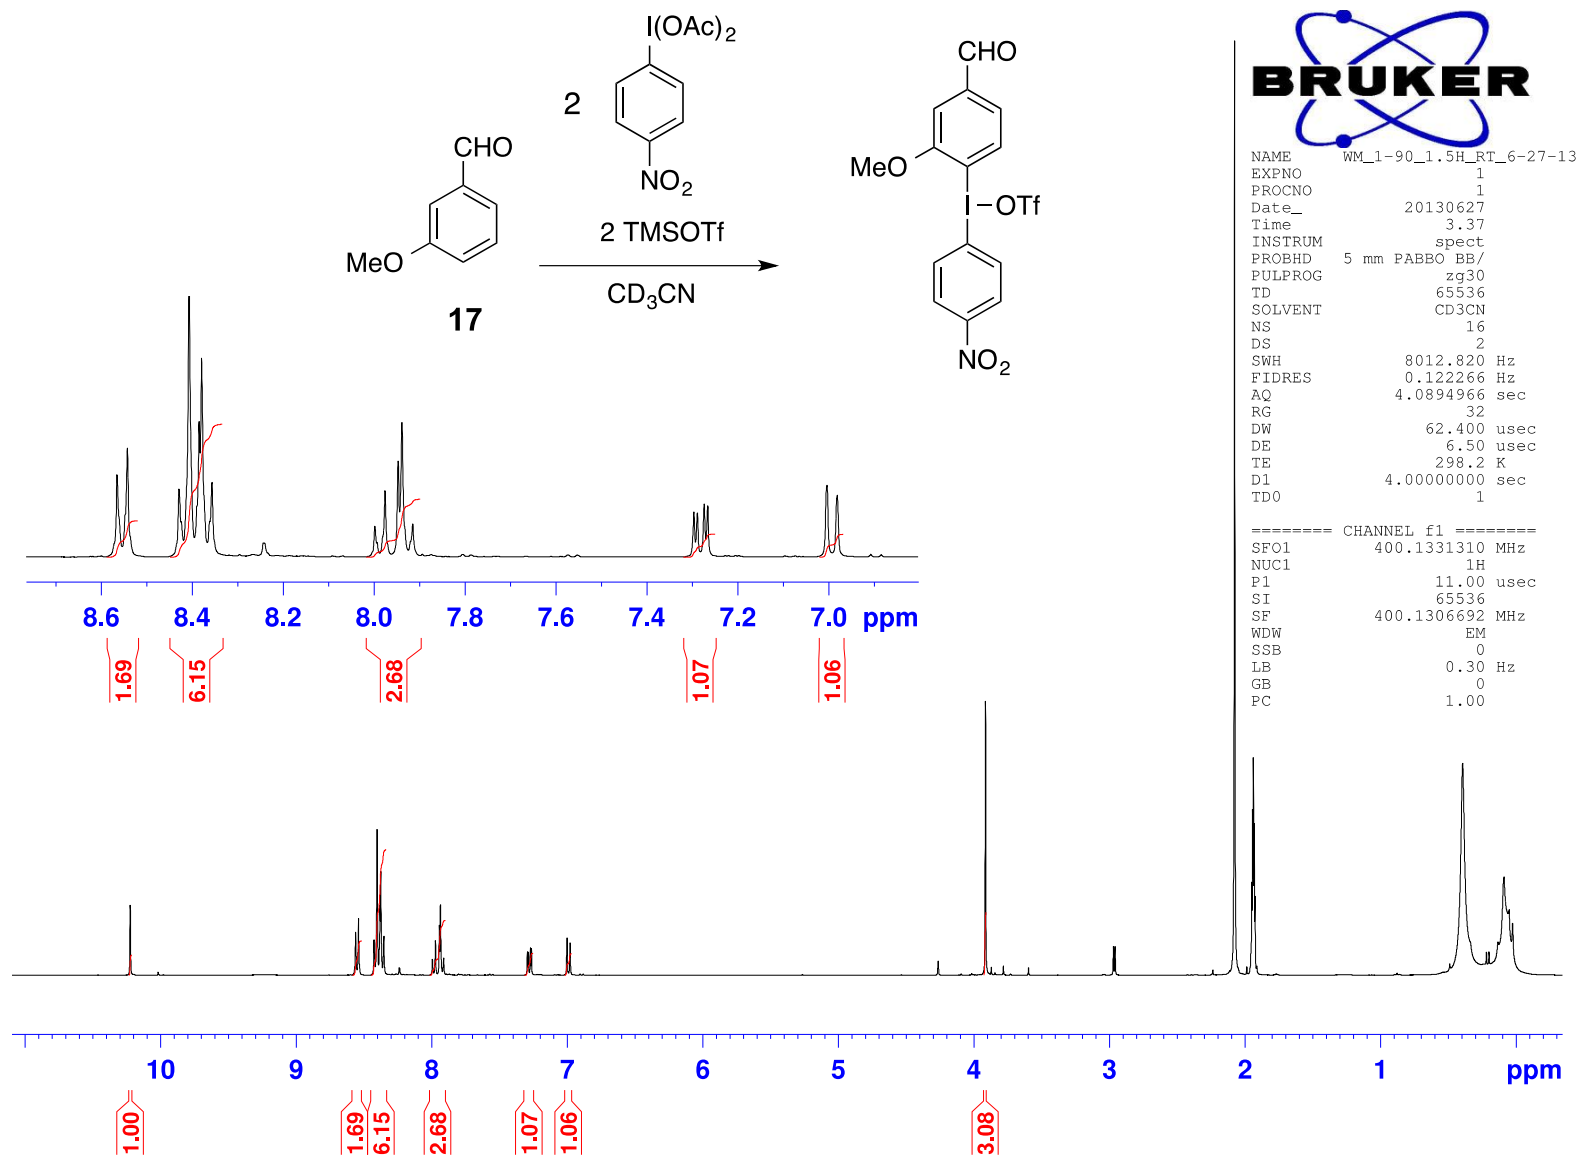 I(OAc)2
2
NO2
CHO
MeO
17
2 TMSOTf
CD3CN
CHO
MeO
I–OTf
NO2
BRUKER
NAME WM_1-90_1.5H_RT_6-27-13
EXPNO 1
PROCNO 1
Date_ 20130627
Time 3.37
INSTRUM spect
PROBHD 5 mm PABBO BB/
PULPROG zg30
TD 65536
SOLVENT CD3CN
NS 16
DS 2
SWH 8012.820 Hz
FIDRES 0.122266 Hz
AQ 4.0894966 sec
RG 32
DW 62.400 usec
DE 6.50 usec
TE 298.2 K
D1 4.00000000 sec
TD0 1
======== CHANNEL f1 ========
SFO1 400.1331310 MHz
NUC1 1H
P1 11.00 usec
SI 65536
SF 400.1306692 MHz
WDW EM
SSB 0
LB 0.30 Hz
GB 0
PC 1.00
8.6 8.4 8.2 8.0 7.8 7.6 7.4 7.2 7.0 ppm
1.69 6.15 2.68 1.07 1.06
10 9 8 7 6 5 4 3 2 1 ppm
1.00 1.69 6.15 2.68 1.07 1.06 3.08